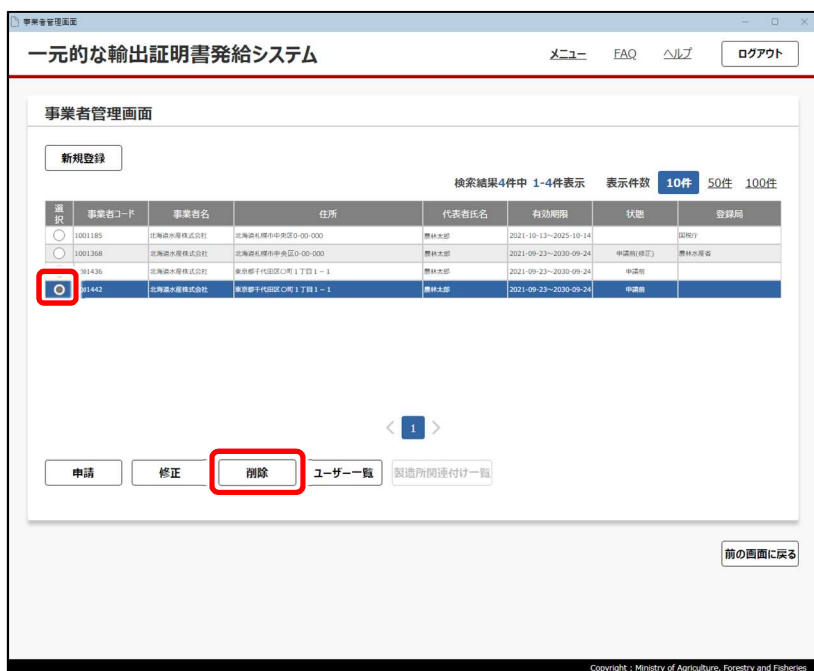 事業者管理画面
一元的な輸出証明書発給システム メニュー FAQ ヘルプ ログアウト
事業者管理画面
新規登録
検索結果4件中 1-4件表示 表示件数 10件 50件 100件
選択 事業者コード 事業者名 住所 代表者氏名 有効期限 状態 登録局
1001185 北海道水産株式会社 北海道札幌市中央区0-00-000 農林太郎 2021-10-13～2025-10-14 国税庁
1001368 北海道水産株式会社 北海道札幌市中央区0-00-000 農林太郎 2021-09-23～2030-09-24 申請前(修正) 農林水産省
01436 北海道水産株式会社 東京都千代田区○町１丁目１－１ 農林太郎 2021-09-23～2030-09-24 申請前
01442 北海道水産株式会社 東京都千代田区○町１丁目１－１ 農林太郎 2021-09-23～2030-09-24 申請前
1
申請 修正 削除 ユーザー一覧 製造所関連付け一覧
前の画面に戻る
Copyright : Ministry of Agriculture, Forestry and Fisheries